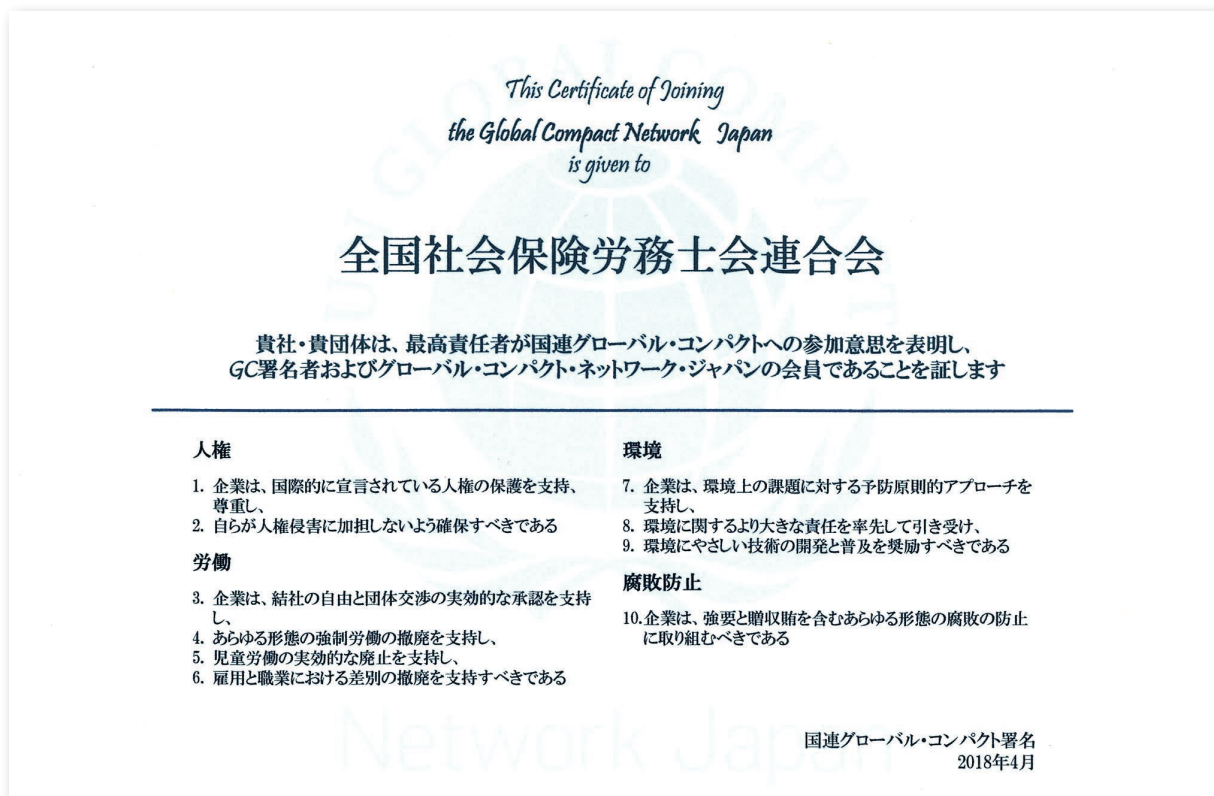 This Certificate of Joining
the Global Compact Network Japan
is given to
全国社会保険労務士会連合会
貴社・貴団体は、最高責任者が国連グローバル・コンパクトへの参加意思を表明し、
GC署名者およびグローバル・コンパクト・ネットワーク・ジャパンの会員であることを証します
人権
1. 企業は、国際的に宣言されている人権の保護を支持、
尊重し、
2. 自らが人権侵害に加担しないよう確保すべきである
労働
3. 企業は、結社の自由と団体交渉の実効的な承認を支持
し、
4. あらゆる形態の強制労働の撤廃を支持し、
5. 児童労働の実効的な廃止を支持し、
6. 雇用と職業における差別の撤廃を支持すべきである
環境
7. 企業は、環境上の課題に対する予防原則的アプローチを
支持し、
8. 環境に関するより大きな責任を率先して引き受け、
9. 環境にやさしい技術の開発と普及を奨励すべきである
腐敗防止
10.企業は、強要と贈収賄を含むあらゆる形態の腐敗の防止
に取り組むべきである
国連グローバル・コンパクト署名
2018年4月
UN GLOBAL COMPACT
Network Japan